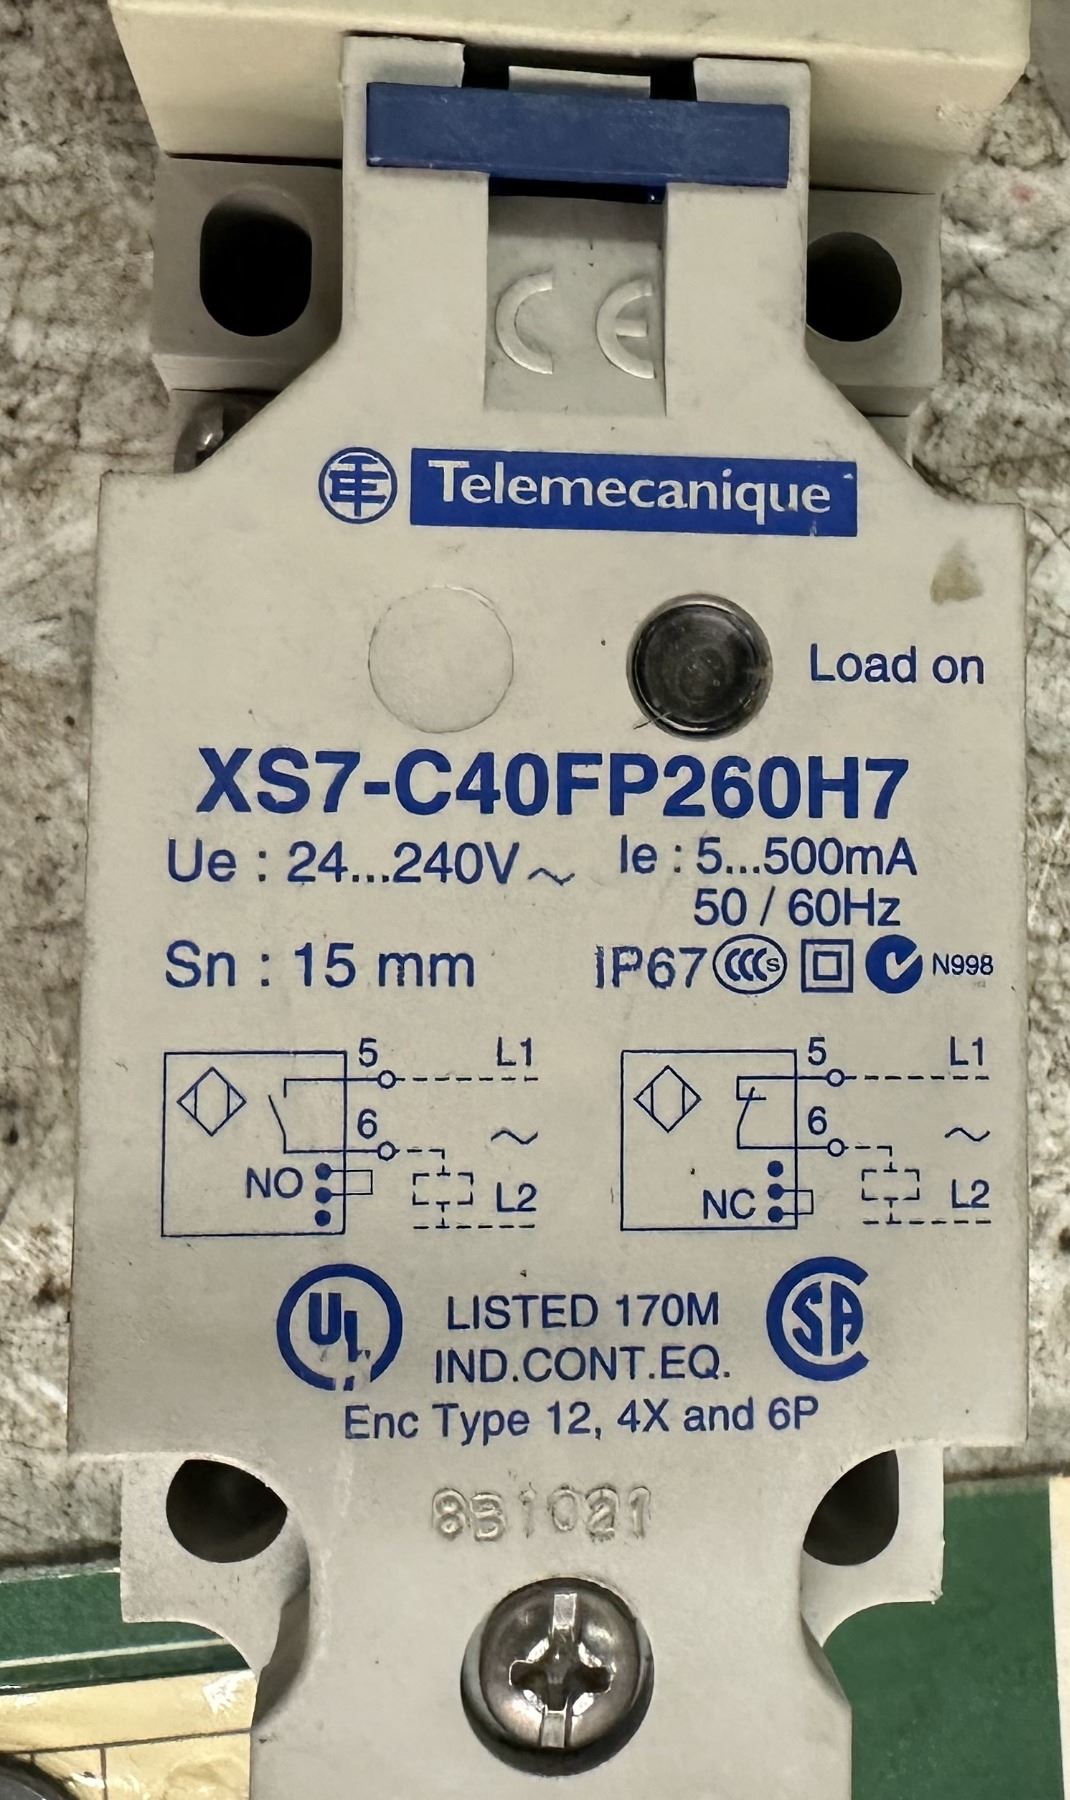 CE
Telemecanique
Load on
XS7-C40FP260H7
Ue : 24...240V~ Ie : 5...500mA
50 / 60Hz
Sn : 15 mm IP67 CCC S N998
5 L1
6 ~
NO L2
5 L1
6 ~
NC L2
UL LISTED 170M SA
IND.CONT.EQ.
Enc Type 12, 4X and 6P
8B1021